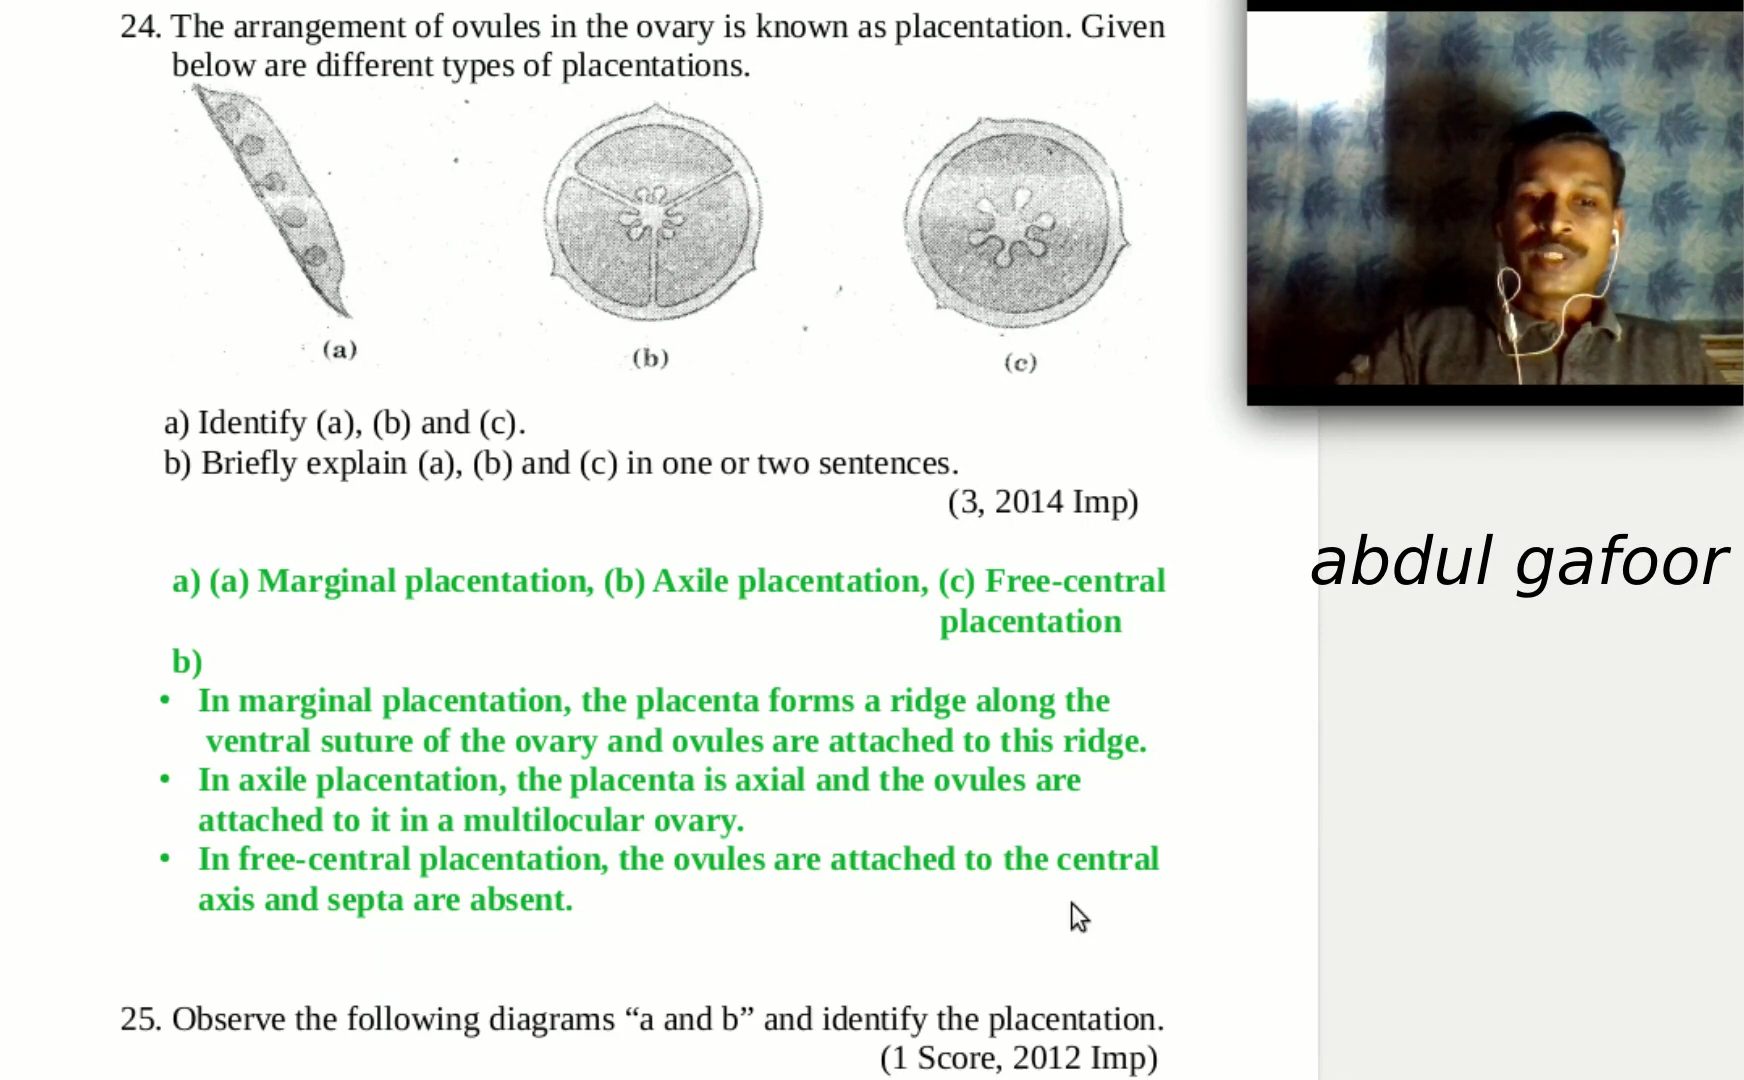 24. The arrangement of ovules in the ovary is known as placentation. Given
below are different types of placentations.
(a)
(b)
(c)
a) Identify (a), (b) and (c).
b) Briefly explain (a), (b) and (c) in one or two sentences.
(3, 2014 Imp)
a) (a) Marginal placentation, (b) Axile placentation, (c) Free-central
placentation
b)
• In marginal placentation, the placenta forms a ridge along the
ventral suture of the ovary and ovules are attached to this ridge.
• In axile placentation, the placenta is axial and the ovules are
attached to it in a multilocular ovary.
• In free-central placentation, the ovules are attached to the central
axis and septa are absent.
25. Observe the following diagrams “a and b” and identify the placentation.
(1 Score, 2012 Imp)
abdul gafoor